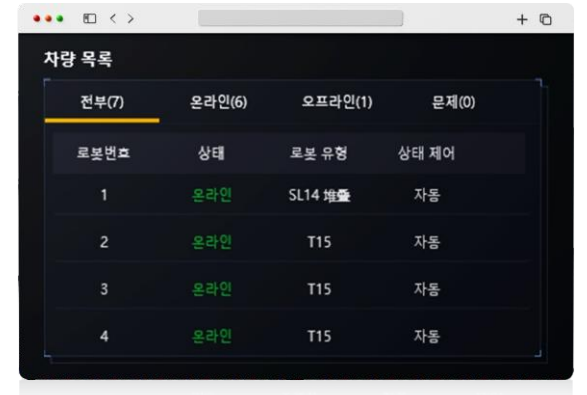 차량 목록
전부(7) 온라인(6) 오프라인(1) 문제(0)
로봇번호 상태 로봇 유형 상태 제어
1 온라인 SL14 堆叠 자동
2 온라인 T15 자동
3 온라인 T15 자동
4 온라인 T15 자동